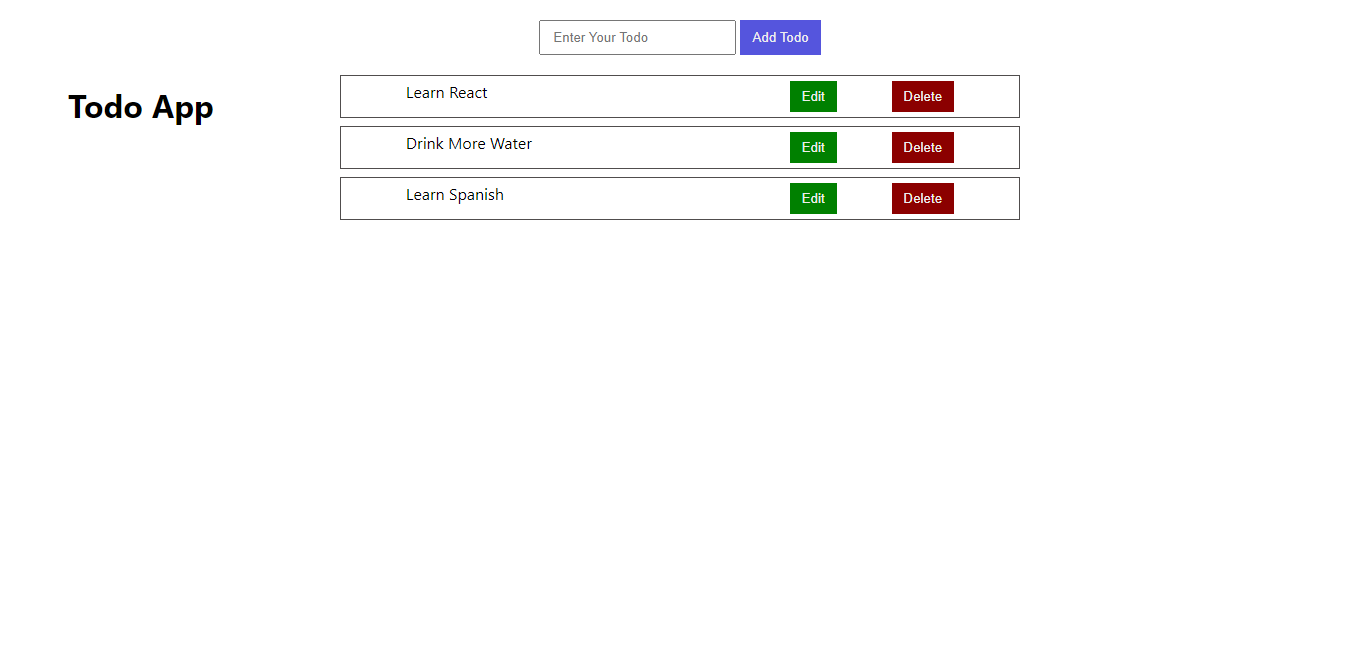 Enter Your Todo Add Todo
Todo App
Learn React Edit Delete
Drink More Water Edit Delete
Learn Spanish Edit Delete